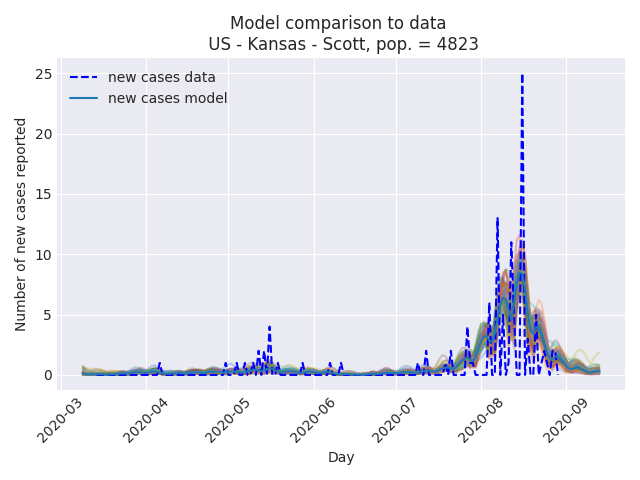 Model comparison to data
US - Kansas - Scott, pop. = 4823
new cases data
new cases model
Number of new cases reported
25
20
15
10
5
0
2020-03
2020-04
2020-05
2020-06
2020-07
2020-08
2020-09
Day